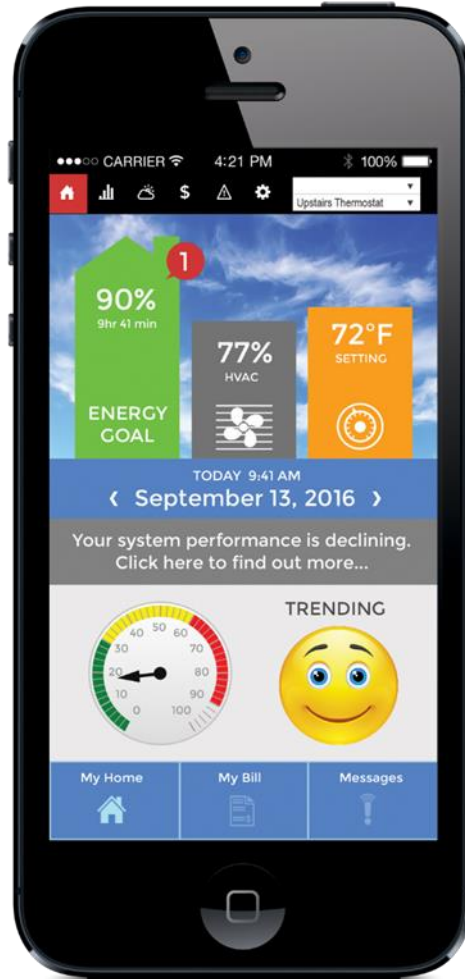 CARRIER 4:21 PM 100%
$
Upstairs Thermostat
1
90%
9hr 41 min
ENERGY
GOAL
77%
HVAC
72°F
SETTING
TODAY 9:41 AM
‹ September 13, 2016 ›
Your system performance is declining.
Click here to find out more...
0 10 20 30 40 50 60 70 80 90 100
TRENDING
My Home
My Bill
Messages